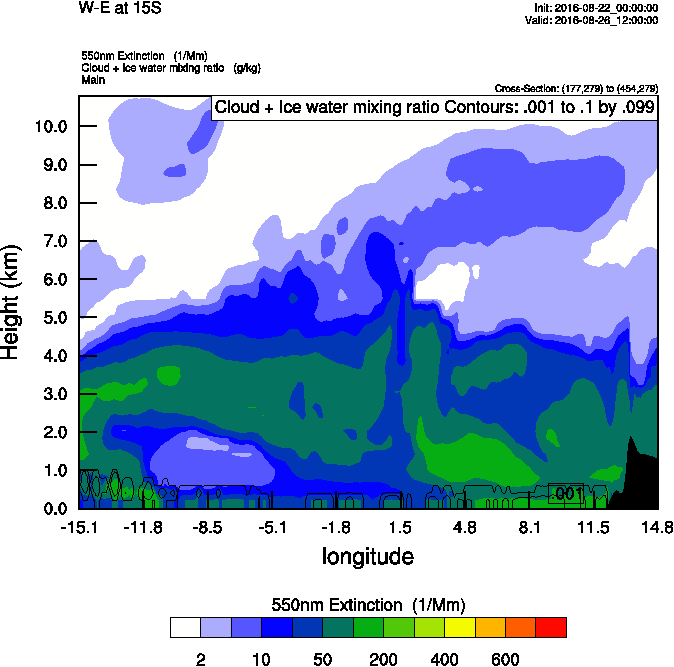 W-E at 15S
Init: 2016-08-22_00:00:00
Valid: 2016-08-26_12:00:00
550nm Extinction (1/Mm)
Cloud + Ice water mixing ratio (g/kg)
Main
Cross-Section: (177,279) to (454,279)
Cloud + Ice water mixing ratio Contours: .001 to .1 by .099
10.0
9.0
8.0
7.0
6.0
5.0
4.0
3.0
2.0
1.0
0.0
Height (km)
.001
-15.1 -11.8 -8.5 -5.1 -1.8 1.5 4.8 8.1 11.5 14.8
longitude
550nm Extinction (1/Mm)
2 10 50 200 400 600